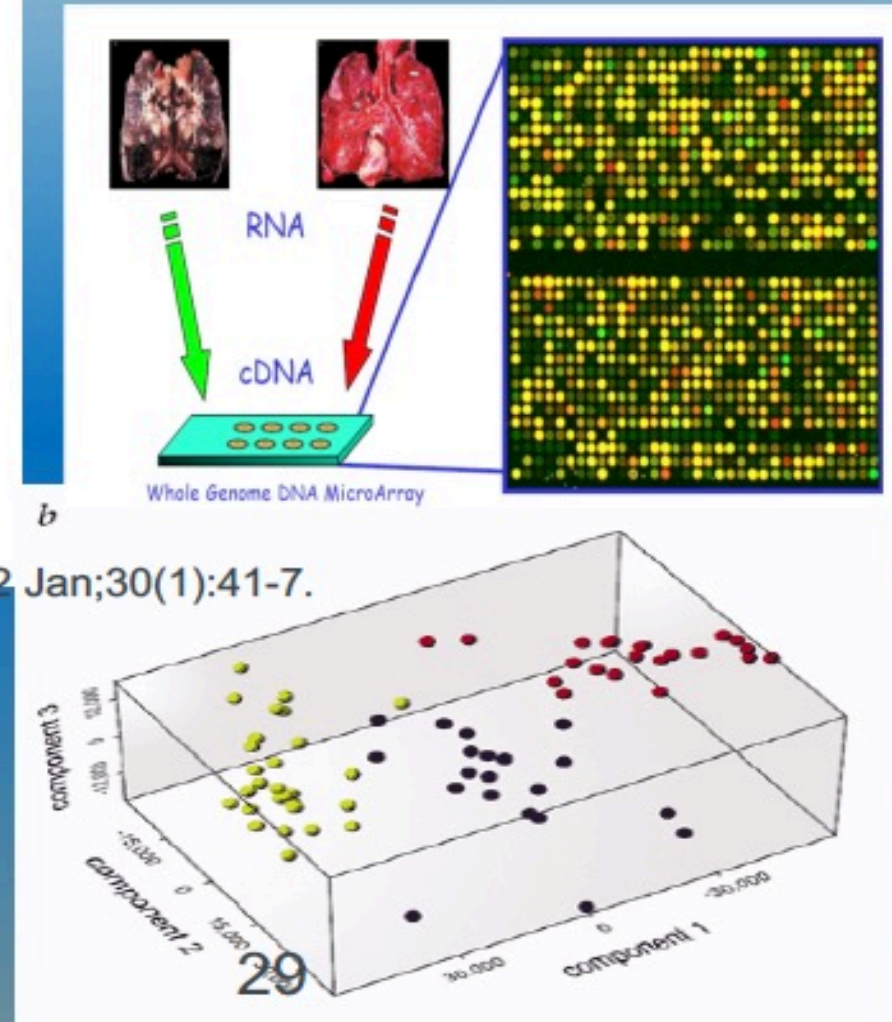 RNA
cDNA
Whole Genome DNA MicroArray
b
2 Jan;30(1):41-7.
component 3
0
-15,000
0
15,000
component 2
30,000
0
-30,000
component 1
29